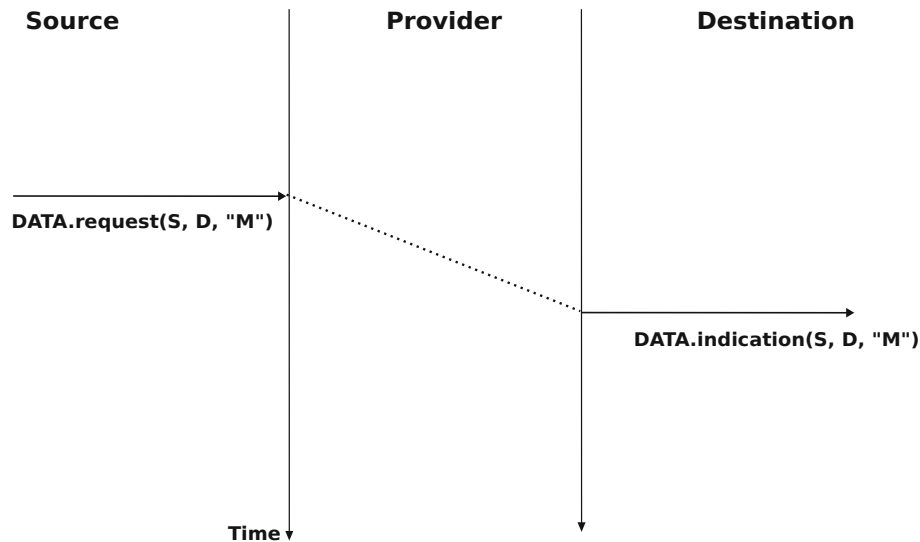 Source
Provider
Destination
DATA.request(S, D, "M")
DATA.indication(S, D, "M")
Time